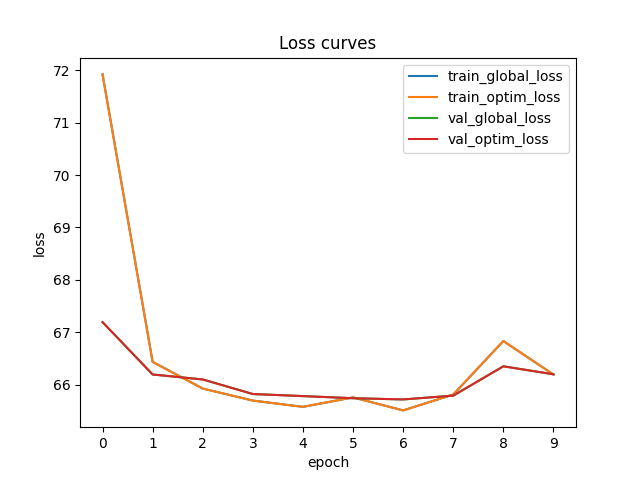 Loss curves
train_global_loss
train_optim_loss
val_global_loss
val_optim_loss
72
71
70
69
68
67
66
loss
0 1 2 3 4 5 6 7 8 9
epoch